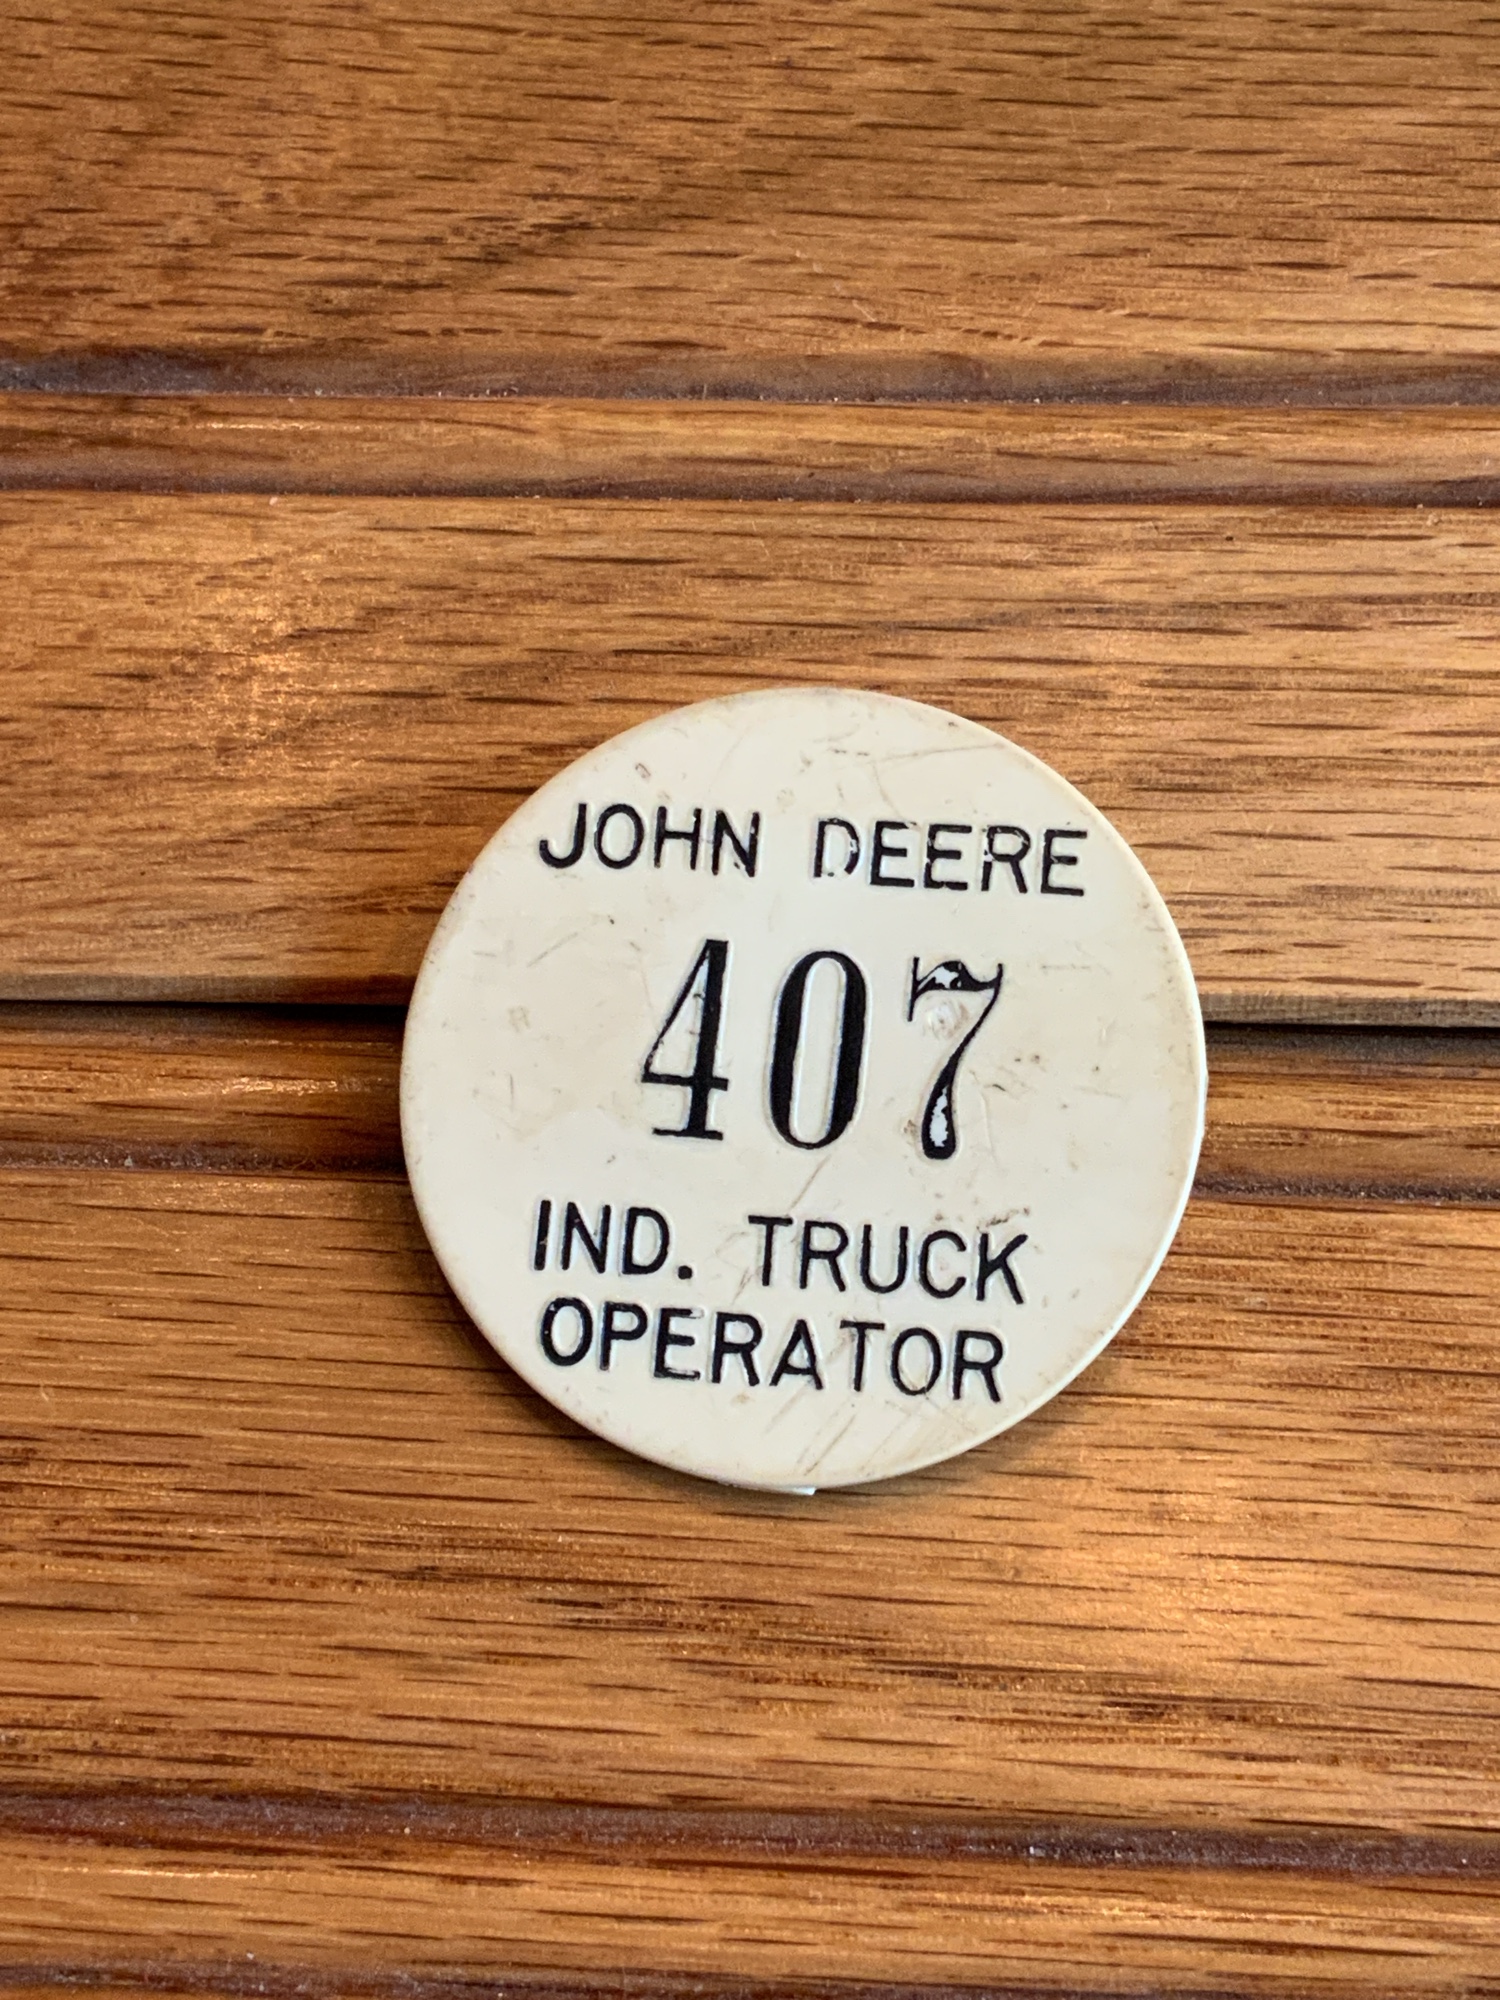 JOHN DEERE
407
IND. TRUCK
OPERATOR